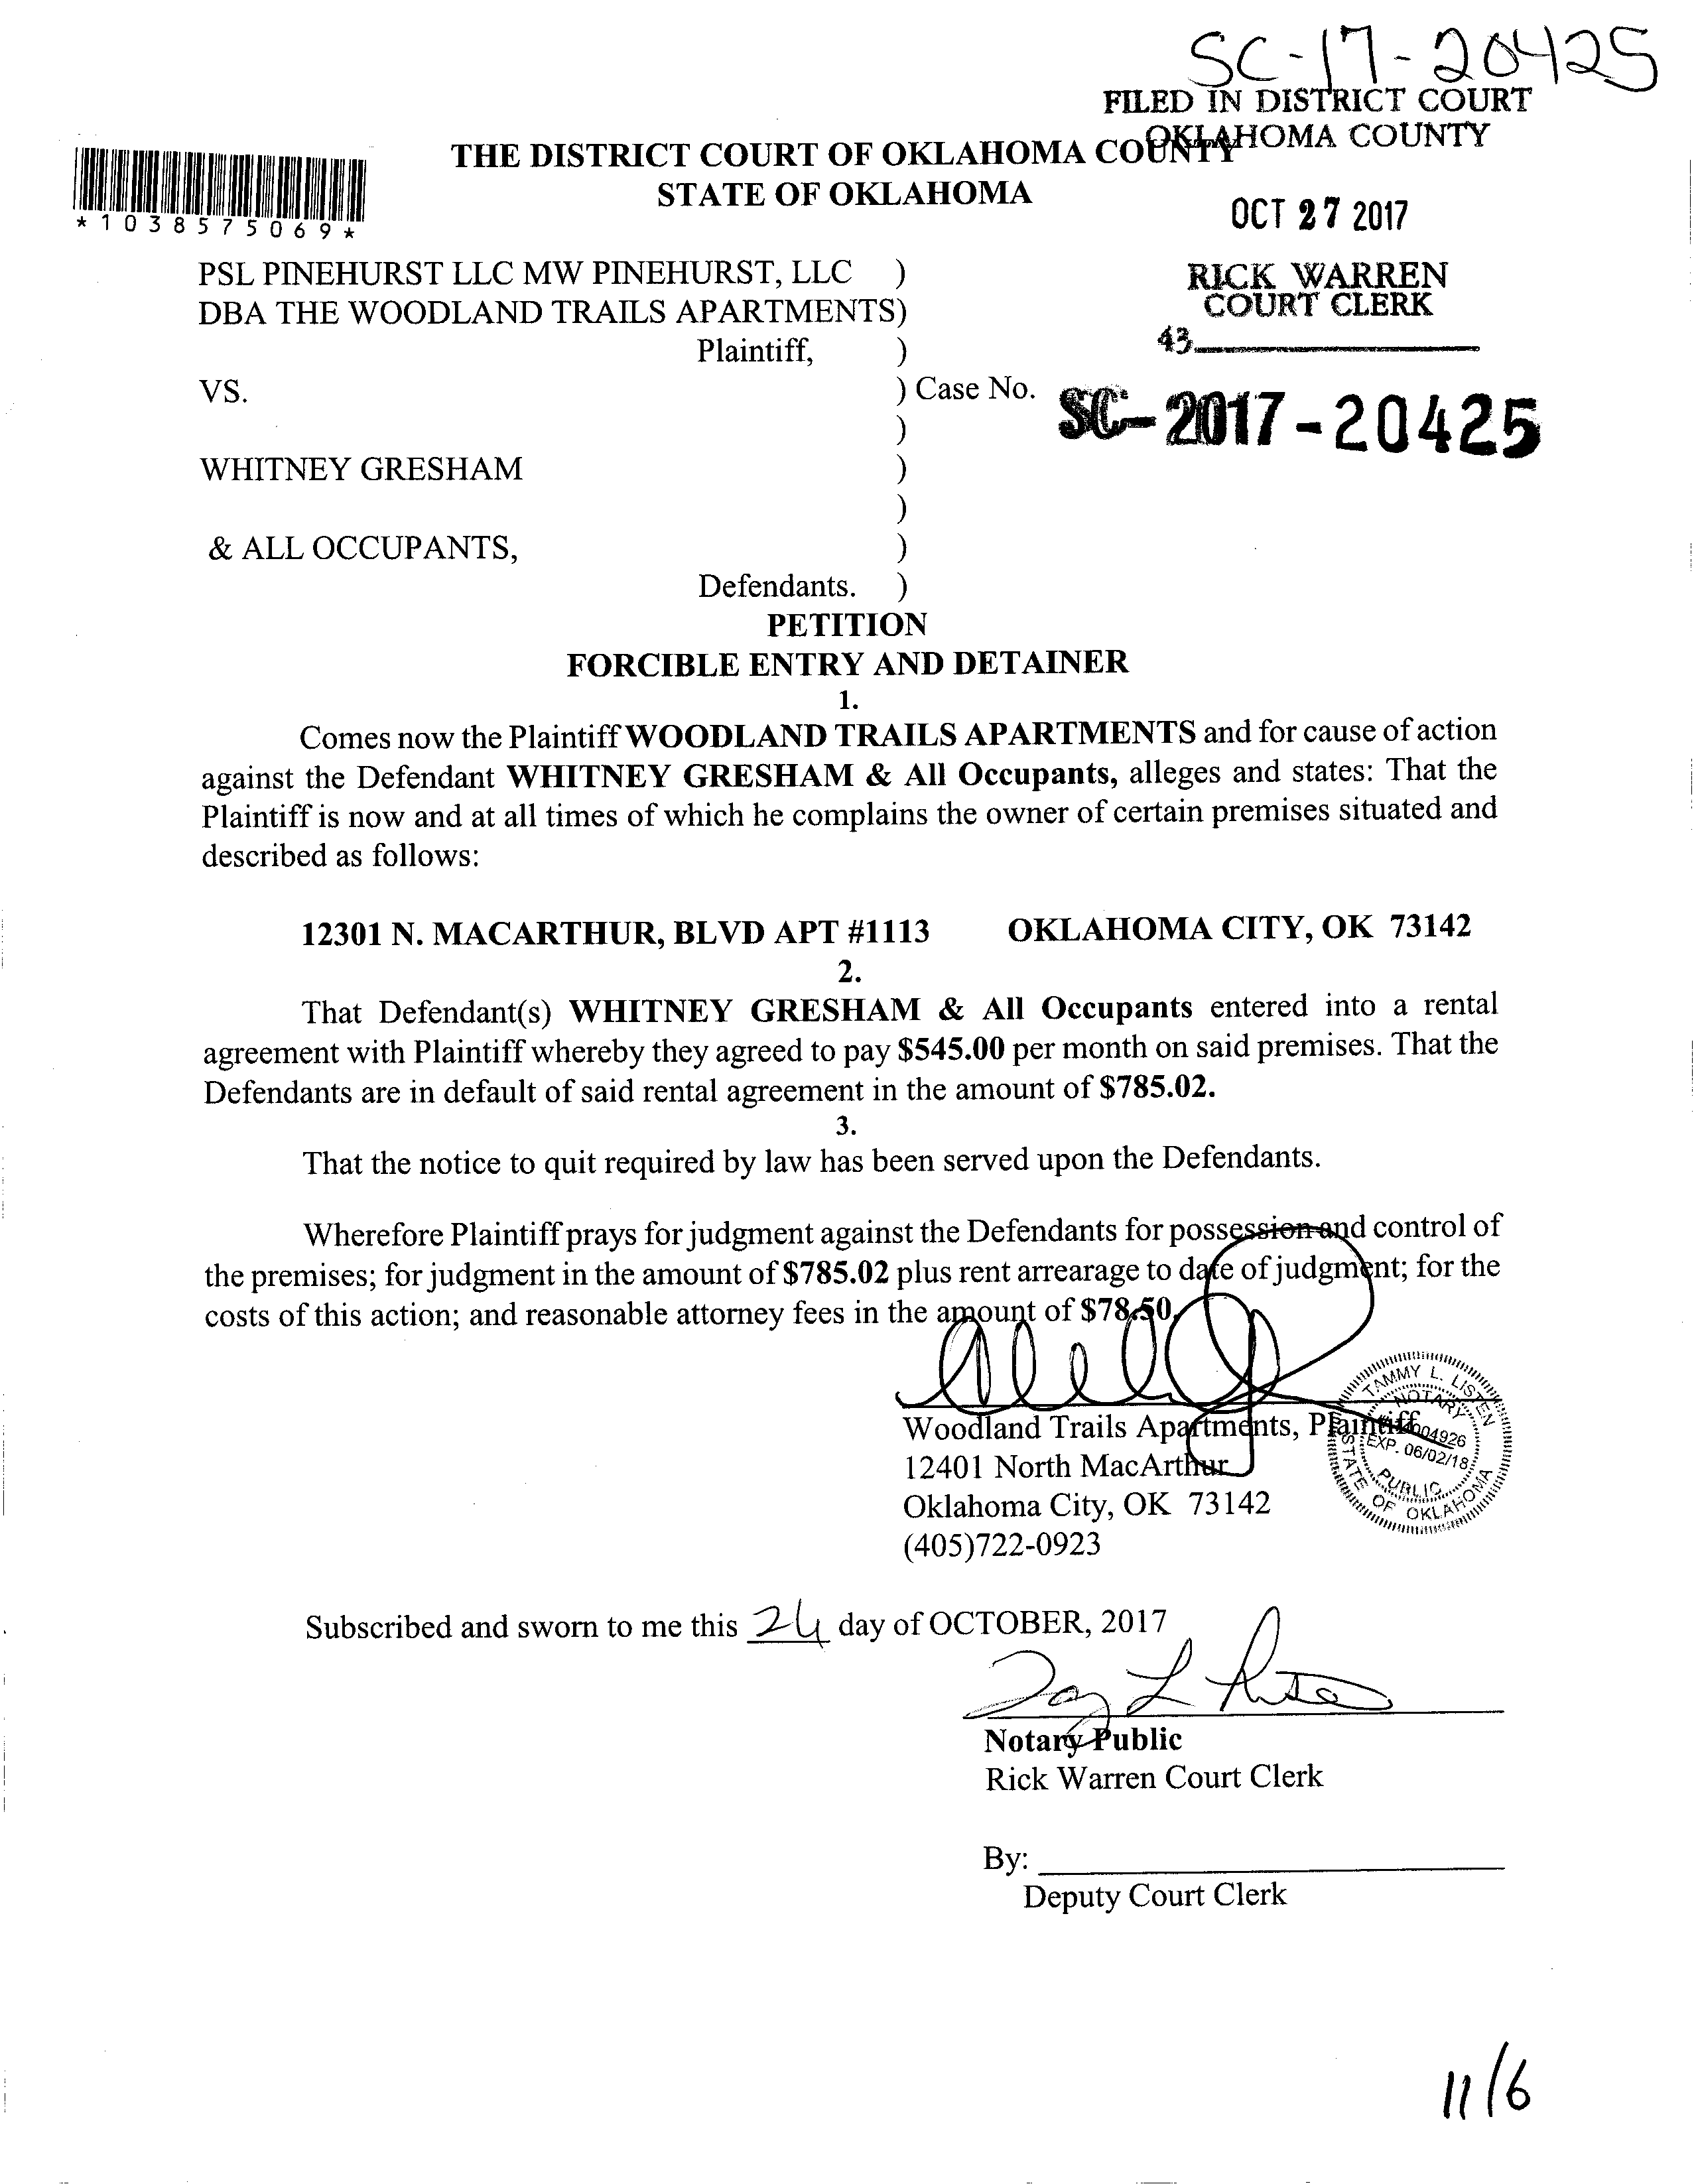 SC-17-20425
FILED IN DISTRICT COURT
OKLAHOMA COUNTY
THE DISTRICT COURT OF OKLAHOMA COUNTY
STATE OF OKLAHOMA
*1038575069*
OCT 27 2017
RICK WARREN
COURT CLERK
43
PSL PINEHURST LLC MW PINEHURST, LLC )
DBA THE WOODLAND TRAILS APARTMENTS)
Plaintiff, )
VS. ) Case No. SC-2017-20425
)
WHITNEY GRESHAM )
)
& ALL OCCUPANTS, )
Defendants. )
PETITION
FORCIBLE ENTRY AND DETAINER
1.
Comes now the Plaintiff WOODLAND TRAILS APARTMENTS and for cause of action
against the Defendant WHITNEY GRESHAM & All Occupants, alleges and states: That the
Plaintiff is now and at all times of which he complains the owner of certain premises situated and
described as follows:
12301 N. MACARTHUR, BLVD APT #1113 OKLAHOMA CITY, OK 73142
2.
That Defendant(s) WHITNEY GRESHAM & All Occupants entered into a rental
agreement with Plaintiff whereby they agreed to pay $545.00 per month on said premises. That the
Defendants are in default of said rental agreement in the amount of $785.02.
3.
That the notice to quit required by law has been served upon the Defendants.
Wherefore Plaintiff prays for judgment against the Defendants for possession and control of
the premises; for judgment in the amount of $785.02 plus rent arrearage to date of judgment; for the
costs of this action; and reasonable attorney fees in the amount of $78.50.
Woodland Trails Apartments, Plaintiff
12401 North MacArthur
Oklahoma City, OK 73142
(405)722-0923
TAMMY L. LISTEN
NOTARY
EXP. 06/02/18
PUBLIC
STATE OF OKLAHOMA
Subscribed and sworn to me this 24 day of OCTOBER, 2017
Notary Public
Rick Warren Court Clerk
By:
Deputy Court Clerk
11/6